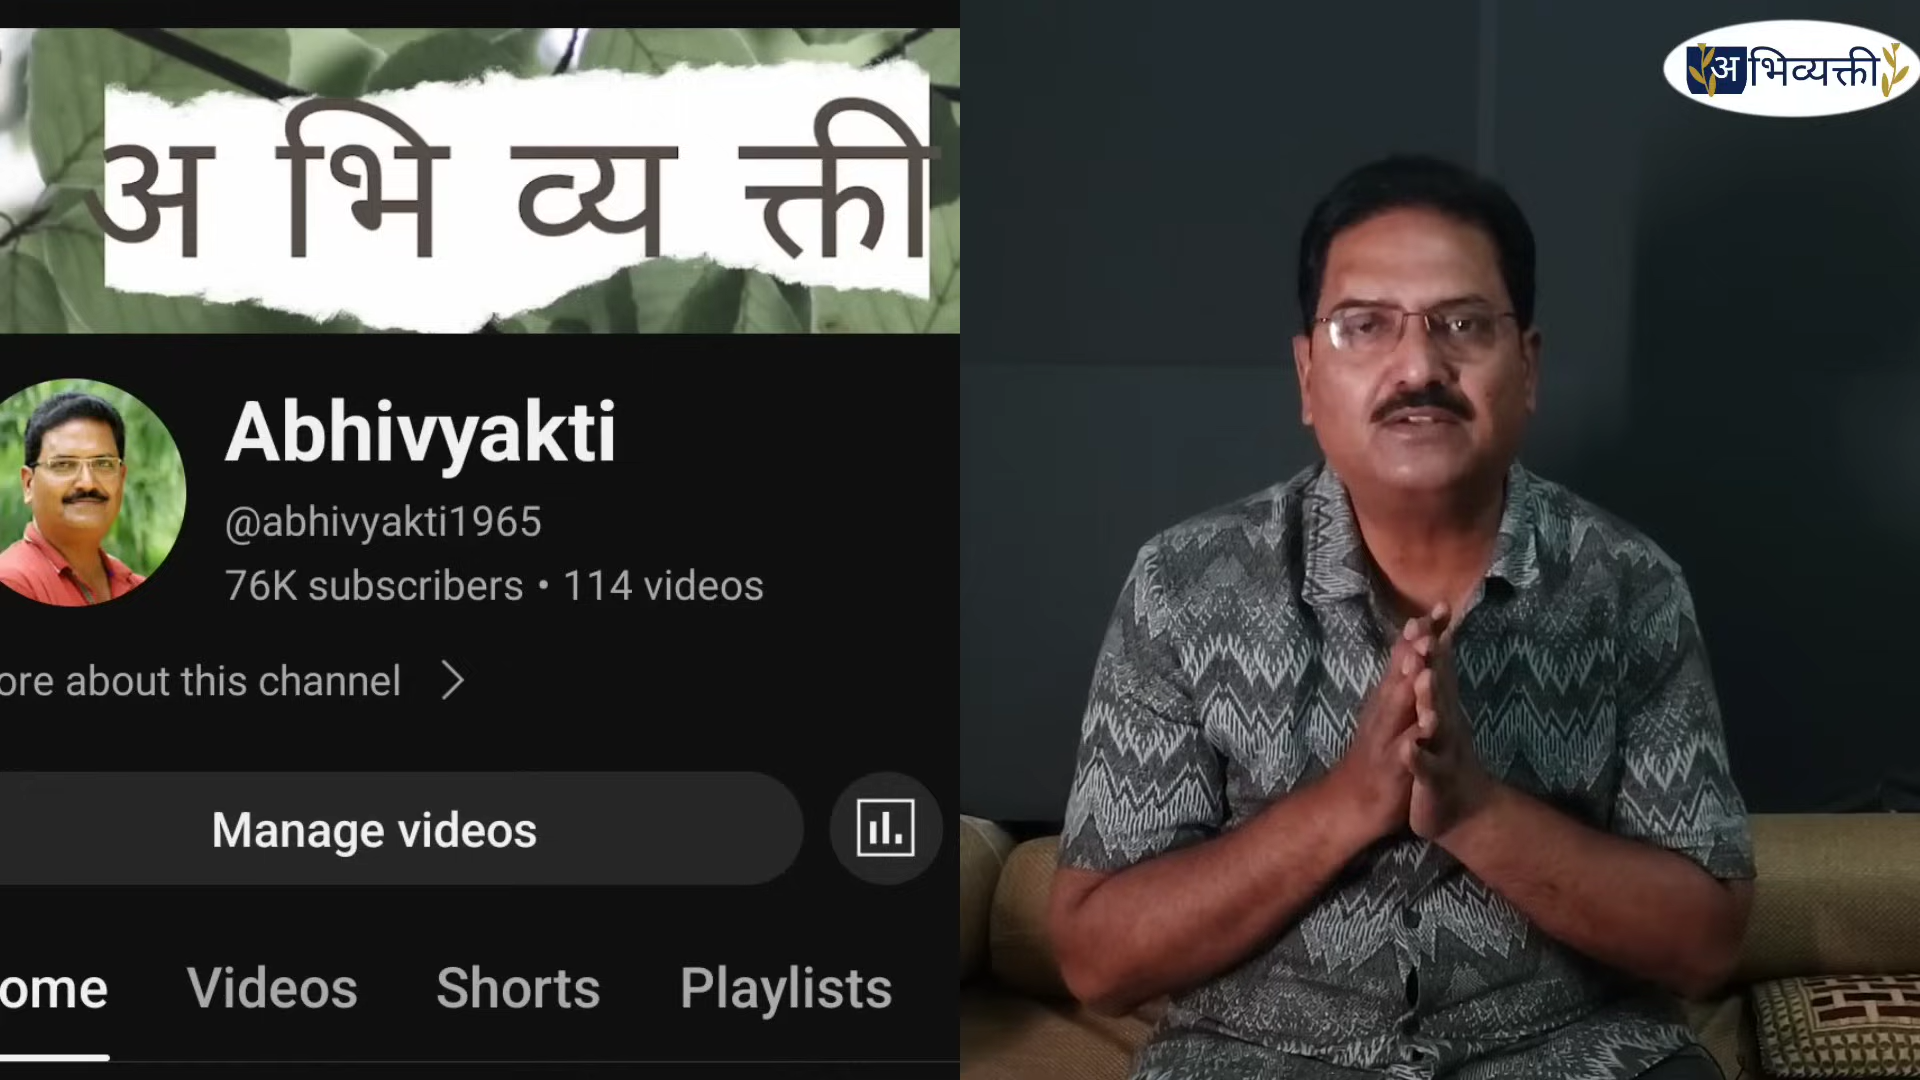 अ भि व्य क्ती
Abhivyakti
@abhivyakti1965
76K subscribers • 114 videos
ore about this channel
Manage videos
ome Videos Shorts Playlists
अभिव्यक्ती